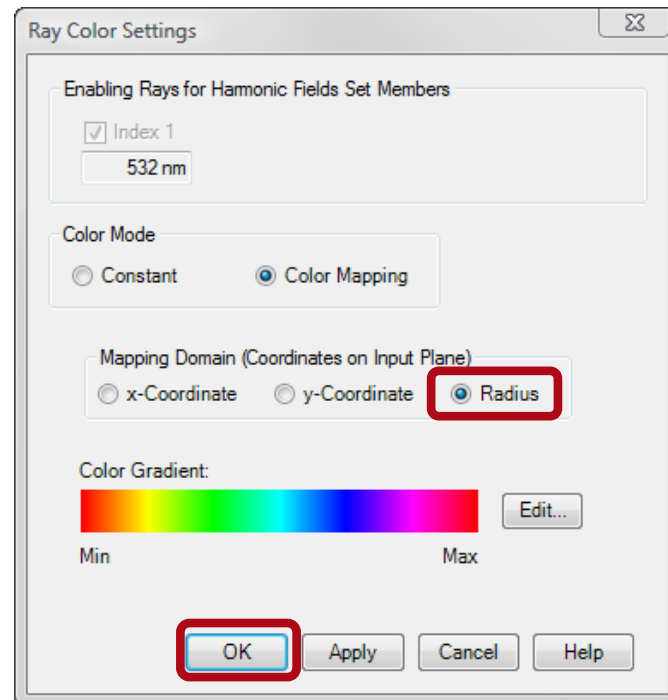 Ray Color Settings
Enabling Rays for Harmonic Fields Set Members
Index 1
532 nm
Color Mode
Constant Color Mapping
Mapping Domain (Coordinates on Input Plane)
x-Coordinate y-Coordinate Radius
Color Gradient:
Edit...
Min Max
OK Apply Cancel Help